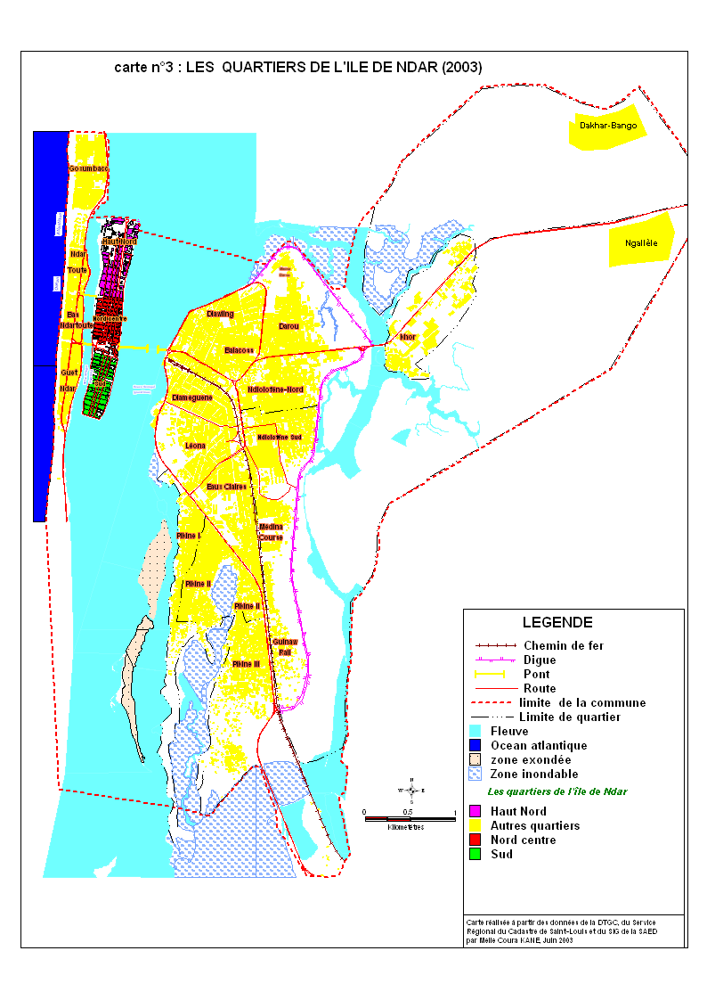 carte n°3 : LES QUARTIERS DE L'ILE DE NDAR (2003)
Dakhar-Bango
Gosumbacc
Haut Nord
Ngallèle
Ndar
Toute
Diawling
Darou
Bas
Ndartoute
Nord centre
Khor
Balacoss
Guet
Ndar
Sud
Ndiolofène-Nord
Diameguene
Ndiolofène Sud
Léona
Eaux Claires
Médina
Course
Pikine I
Pikine II
Pikine II
Guinaw
Rail
Pikine III
LEGENDE
Chemin de fer
Digue
Pont
Route
limite de la commune
Limite de quartier
Fleuve
Ocean atlantique
zone exondée
Zone inondable
Les quartiers de l'île de Ndar
Haut Nord
Autres quartiers
Nord centre
Sud
N
W E
S
0 0.5 1
Kilometres
Carte réalisée à partir des données de la DTGC, du Service
Régional du Cadastre de Saint-Louis et du SIG de la SAED
par Melle Coura KANE, Juin 2003